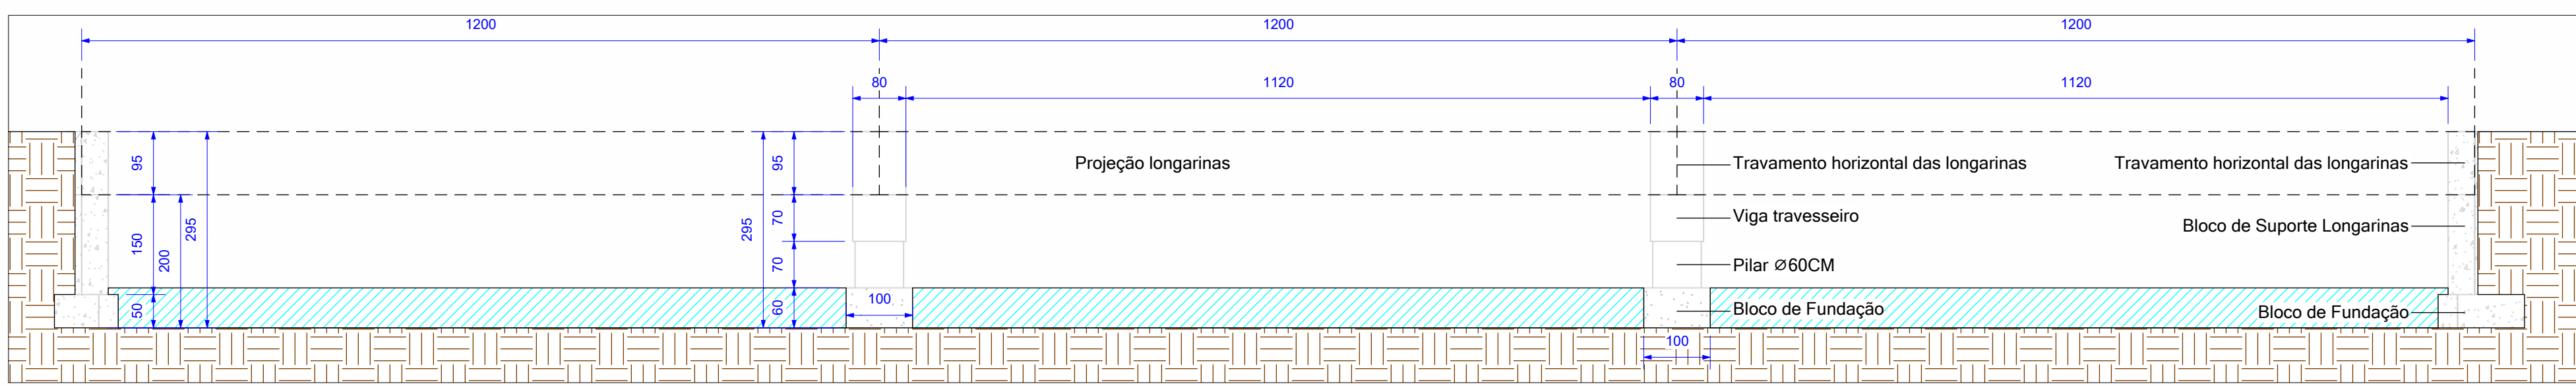 1200
1200
1200
80
1120
80
1120
95
295
95
Projeção longarinas
Travamento horizontal das longarinas
Travamento horizontal das longarinas
150
200
295
70
Viga travesseiro
Bloco de Suporte Longarinas
70
Pilar Ø60CM
50
60
100
Bloco de Fundação
Bloco de Fundação
100